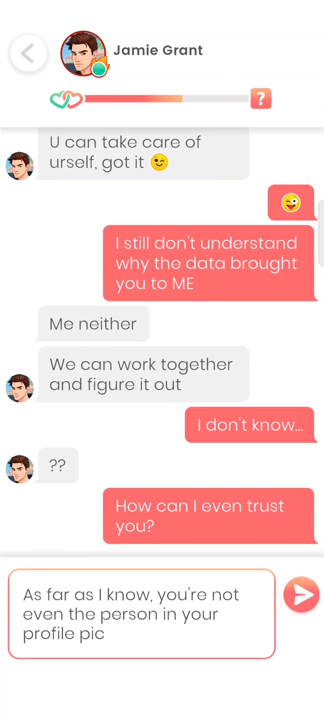 Jamie Grant
?
U can take care of
urself, got it 😉
😜
I still don't understand
why the data brought
you to ME
Me neither
We can work together
and figure it out
I don't know...
??
How can I even trust
you?
As far as I know, you're not
even the person in your
profile pic